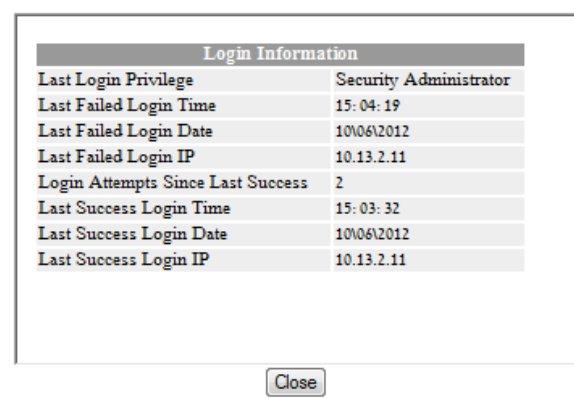 Login Information
Last Login Privilege Security Administrator
Last Failed Login Time 15: 04: 19
Last Failed Login Date 10\06\2012
Last Failed Login IP 10.13.2.11
Login Attempts Since Last Success 2
Last Success Login Time 15: 03: 32
Last Success Login Date 10\06\2012
Last Success Login IP 10.13.2.11
Close